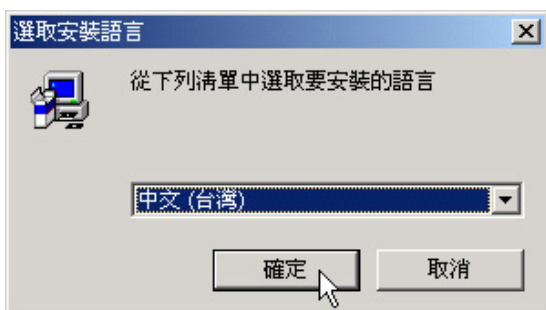 選取安裝語言
從下列清單中選取要安裝的語言
中文 (台灣)
確定
取消